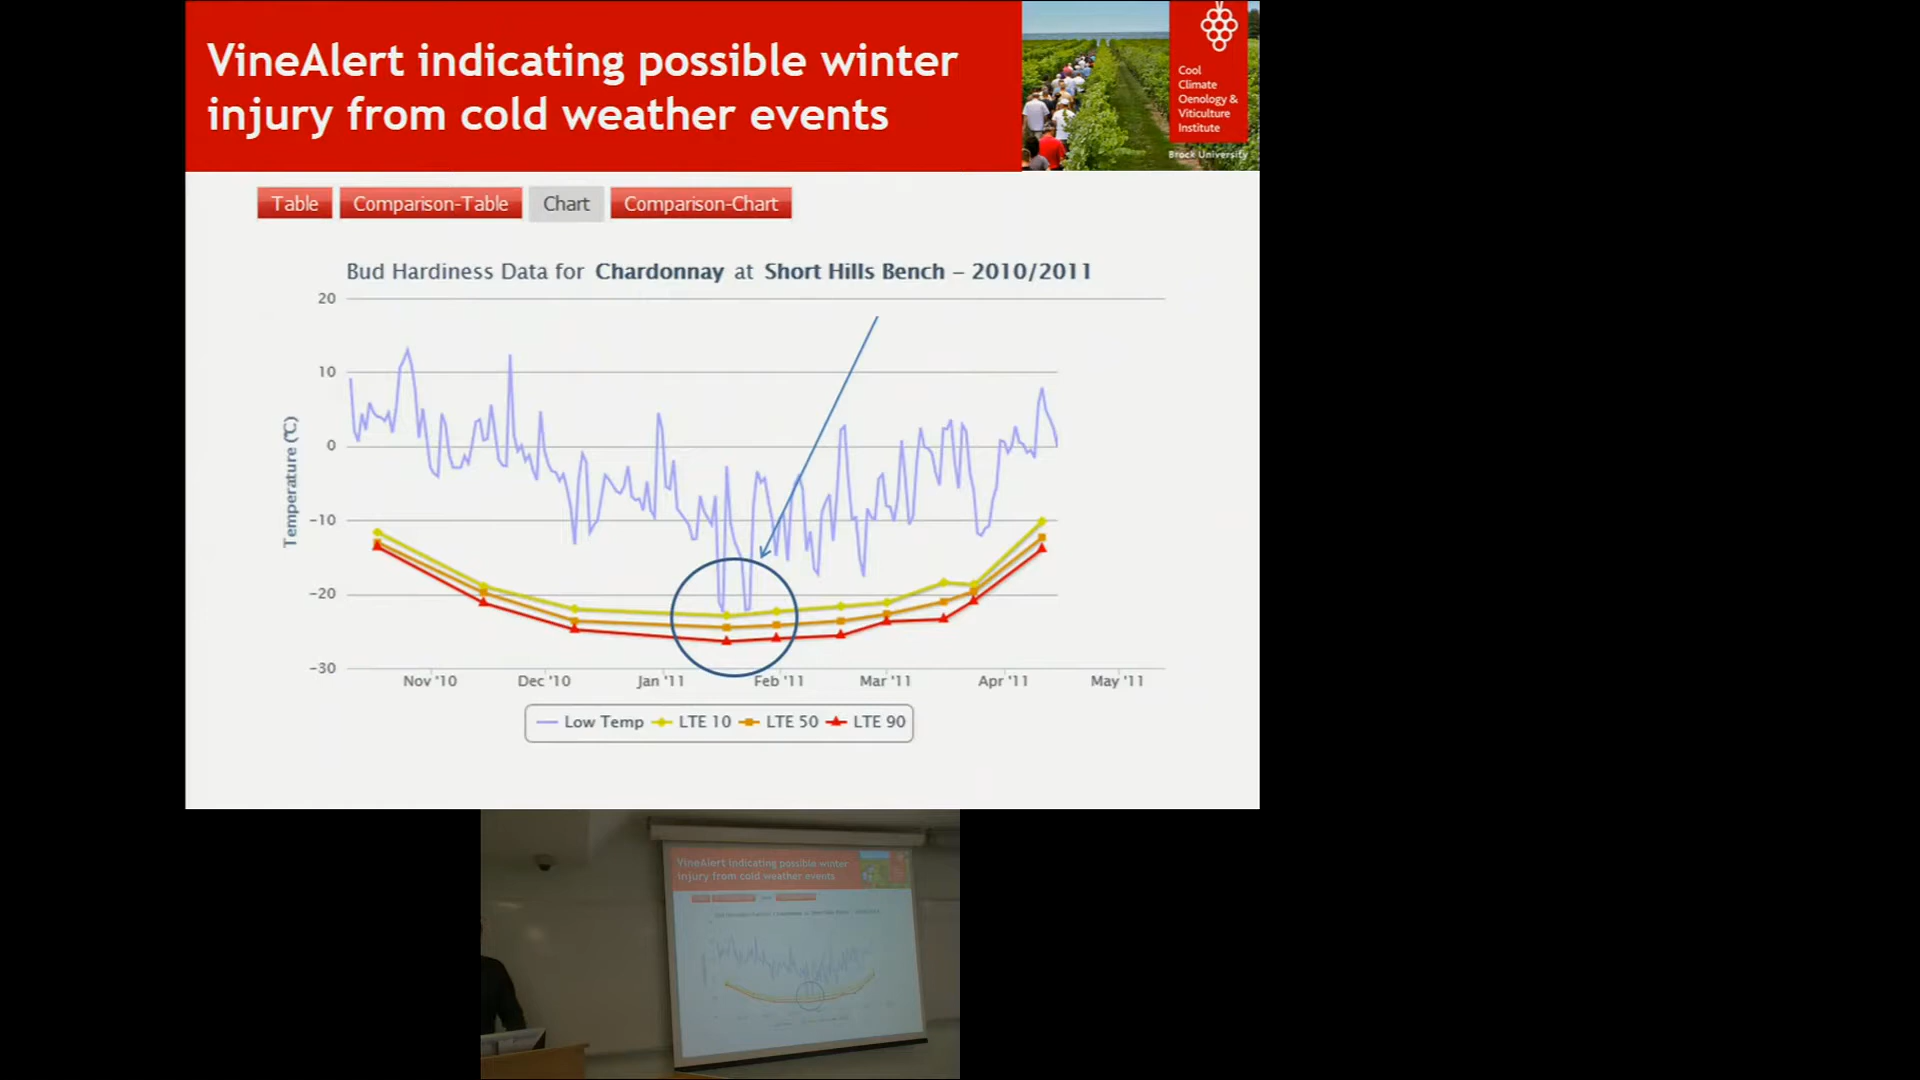 VineAlert indicating possible winter
injury from cold weather events
Cool
Climate
Oenology &
Viticulture
Institute
Brock University
Table
Comparison-Table
Chart
Comparison-Chart
Bud Hardiness Data for Chardonnay at Short Hills Bench – 2010/2011
20
10
0
-10
-20
-30
Temperature (℃)
Nov '10
Dec '10
Jan '11
Feb '11
Mar '11
Apr '11
May '11
Low Temp
LTE 10
LTE 50
LTE 90
VineAlert indicating possible winter
injury from cold weather events